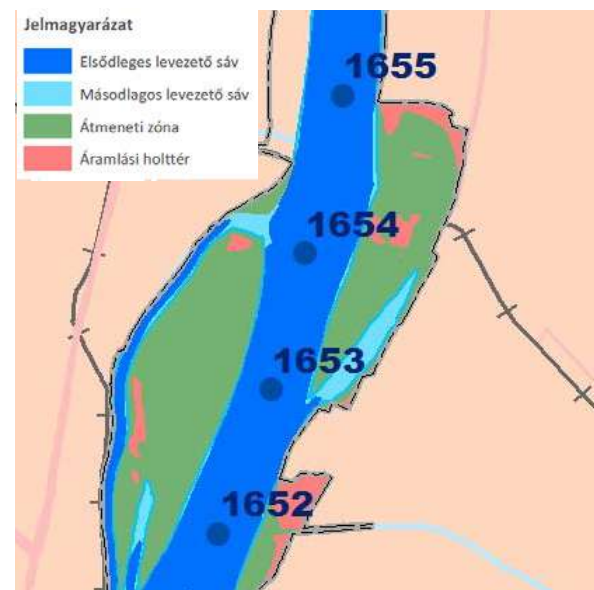 Jelmagyarázat
Elsődleges levezető sáv
Másodlagos levezető sáv
Átmeneti zóna
Áramlási holttér
1655
1654
1653
1652